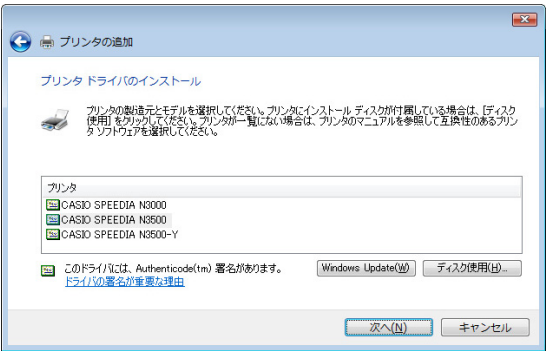 プリンタの追加
プリンタ ドライバのインストール
プリンタの製造元とモデルを選択してください。プリンタにインストール ディスクが付属している場合は、[ディスク
使用] をクリックしてください。プリンタが一覧にない場合は、プリンタのマニュアルを参照して互換性のあるプリン
タ ソフトウェアを選択してください。
プリンタ
CASIO SPEEDIA N3000
CASIO SPEEDIA N3500
CASIO SPEEDIA N3500-Y
このドライバには、Authenticode(tm) 署名があります。
Windows Update(W)
ディスク使用(H)...
ドライバの署名が重要な理由
次へ(N)
キャンセル